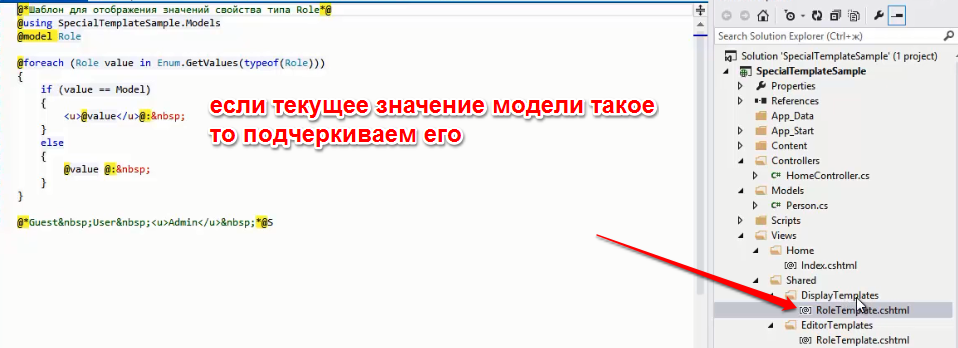 @*Шаблон для отображения значений свойства типа Role*@
@using SpecialTemplateSample.Models
@model Role
@foreach (Role value in Enum.GetValues(typeof(Role)))
{
if (value == Model)
{
<u>@value</u>@:&nbsp;
}
else
{
@value @:&nbsp;
}
}
@*Guest&nbsp;User&nbsp;<u>Admin</u>&nbsp;*@S
если текущее значение модели такое
то подчеркиваем его
Search Solution Explorer (Ctrl+ж)
Solution 'SpecialTemplateSample' (1 project)
SpecialTemplateSample
Properties
References
App_Data
App_Start
Content
Controllers
C# HomeController.cs
Models
C# Person.cs
Scripts
Views
Home
[@] Index.cshtml
Shared
DisplayTemplates
[@] RoleTemplate.cshtml
EditorTemplates
[@] RoleTemplate.cshtml